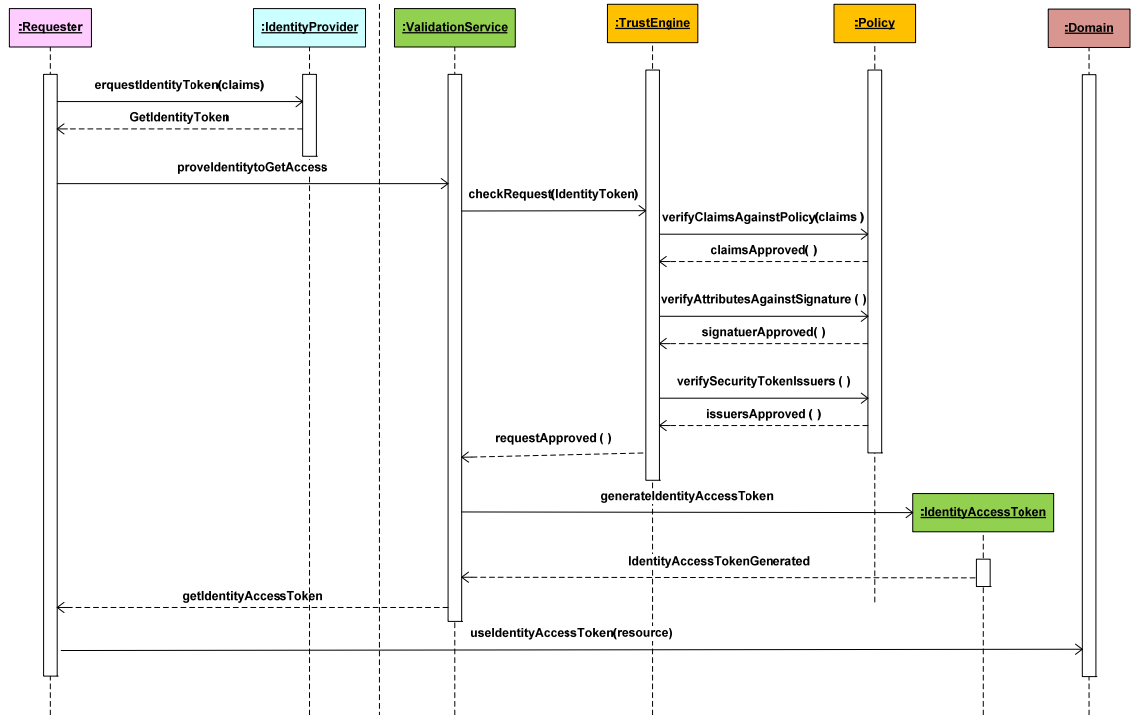 :Requester
:IdentityProvider
:ValidationService
:TrustEngine
:Policy
:Domain
erquestIdentityToken(claims)
GetIdentityToken
proveIdentitytoGetAccess
checkRequest(IdentityToken)
verifyClaimsAgainstPolicy(claims )
claimsApproved( )
verifyAttributesAgainstSignature ( )
signatuerApproved( )
verifySecurityTokenIssuers ( )
issuersApproved ( )
requestApproved ( )
generateIdentityAccessToken
:IdentityAccessToken
IdentityAccessTokenGenerated
getIdentityAccessToken
useIdentityAccessToken(resource)